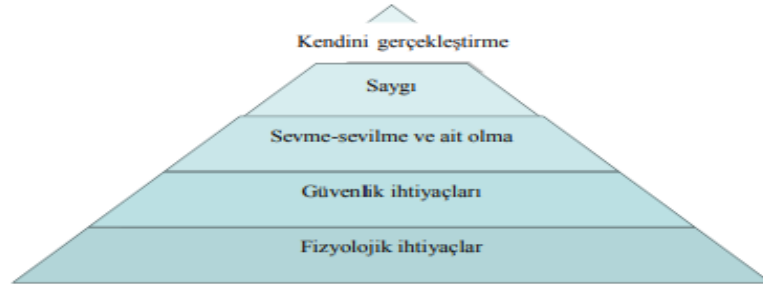 Kendini gerçekleştirme
Saygı
Sevme-sevilme ve ait olma
Güvenlik ihtiyaçları
Fizyolojik ihtiyaçlar